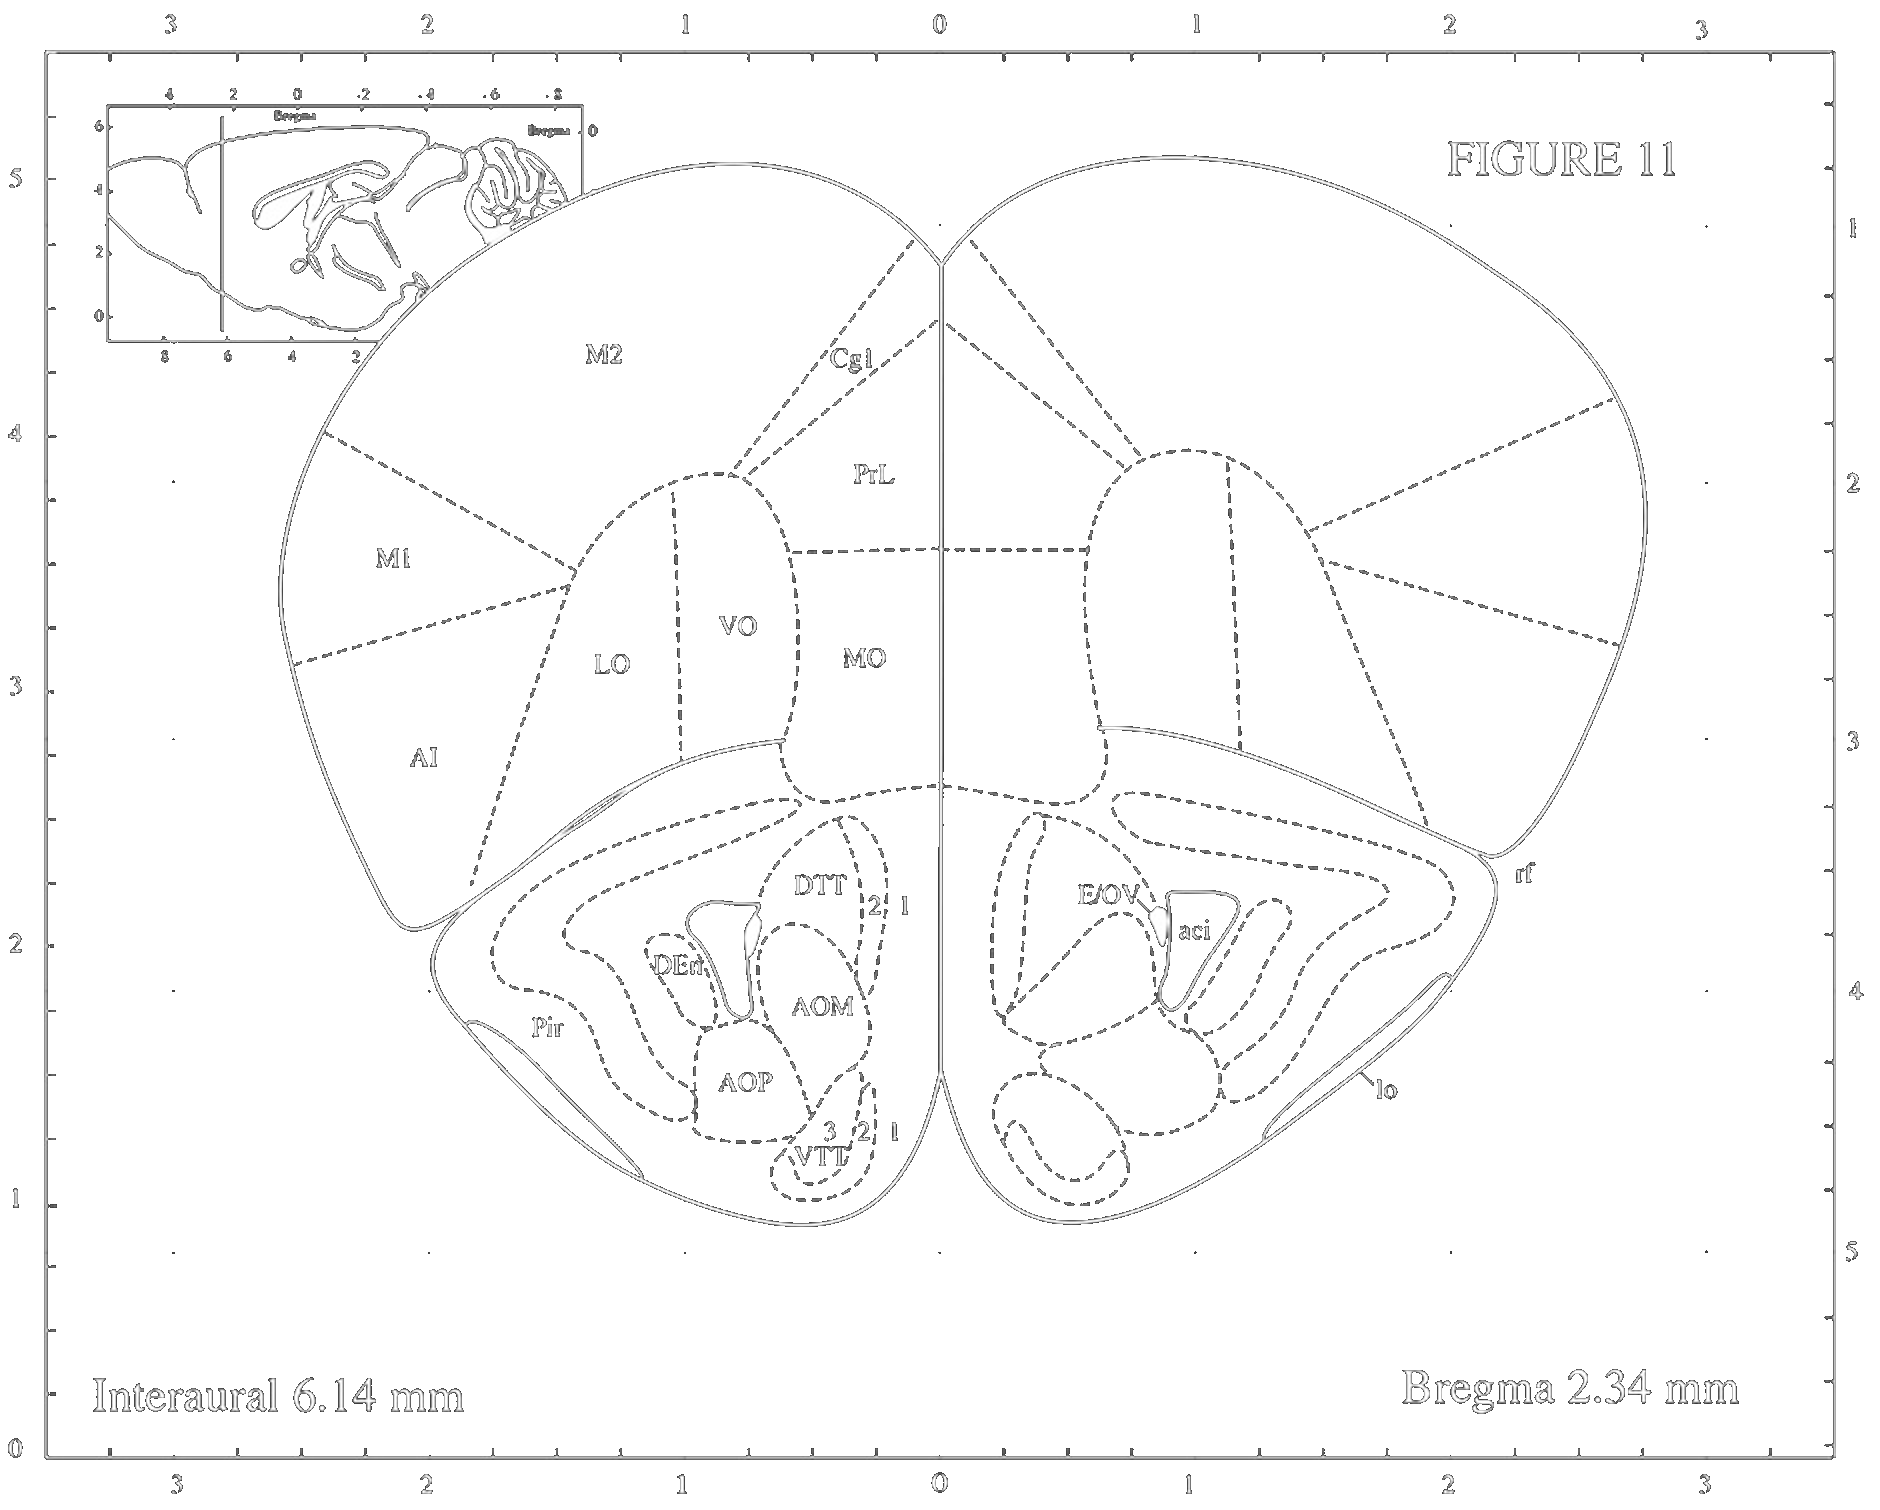 3 2 1 0 1 2 3
4 2 0 -2 -4 -6 -8
Bregma
6
Bregma 0
FIGURE 11
5
4
1
2
0
8 6 4 2
M2
Cg1
4
PrL
2
M1
VO
LO
MO
3
AI
3
rf
DTT
E/OV
2 1
aci
2
DEn
AOM
4
Pir
AOP
lo
3 2 1
VTT
1
5
Interaural 6.14 mm
Bregma 2.34 mm
0
3 2 1 0 1 2 3